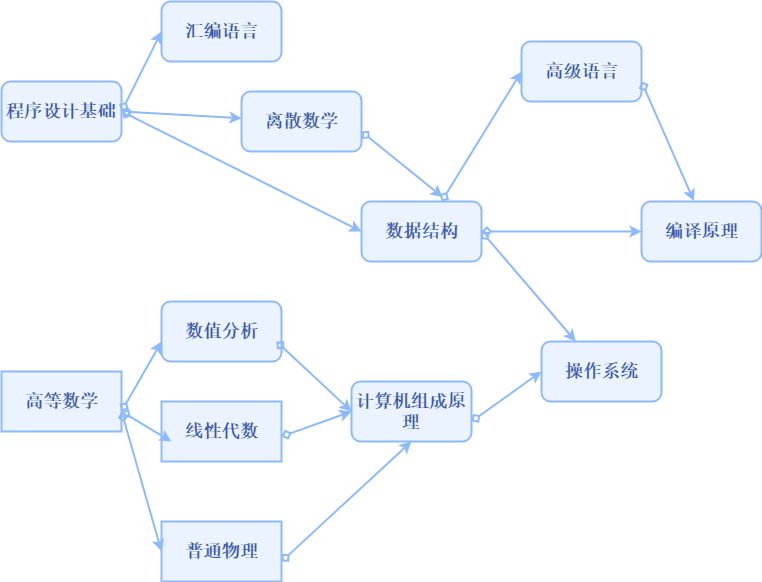 汇编语言
高级语言
程序设计基础
离散数学
数据结构
编译原理
数值分析
操作系统
高等数学
计算机组成原
理
线性代数
普通物理